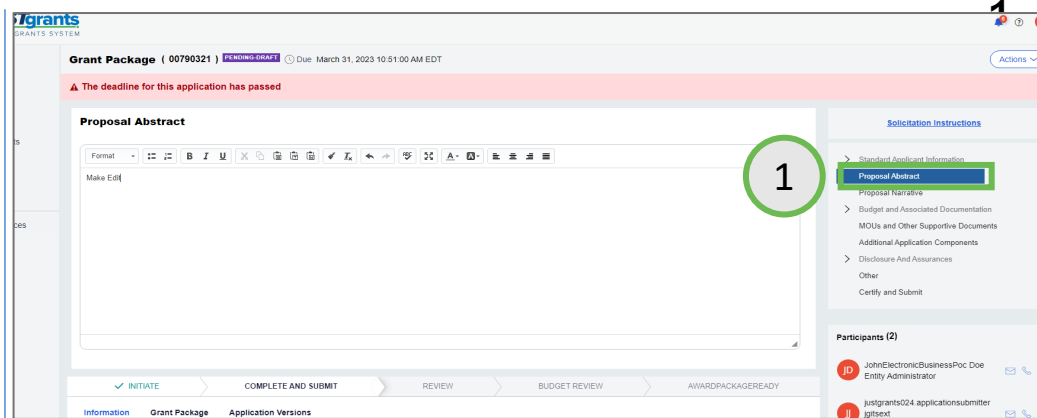 1
STgrants
GRANTS SYSTEM
Grant Package ( 00790321 ) PENDING-DRAFT Due March 31, 2023 10:51:00 AM EDT
Actions
The deadline for this application has passed
Proposal Abstract
Format
B I U
Make Edit
1
Solicitation Instructions
Standard Applicant Information
Proposal Abstract
Proposal Narrative
Budget and Associated Documentation
MOUs and Other Supportive Documents
Additional Application Components
Disclosure And Assurances
Other
Certify and Submit
ts
ces
Participants (2)
JD
JohnElectronicBusinessPoc Doe
Entity Administrator
justgrants024.applicationsubmitter
JI
jgitsext
INITIATE
COMPLETE AND SUBMIT
REVIEW
BUDGET REVIEW
AWARDPACKAGEREADY
Information Grant Package Application Versions